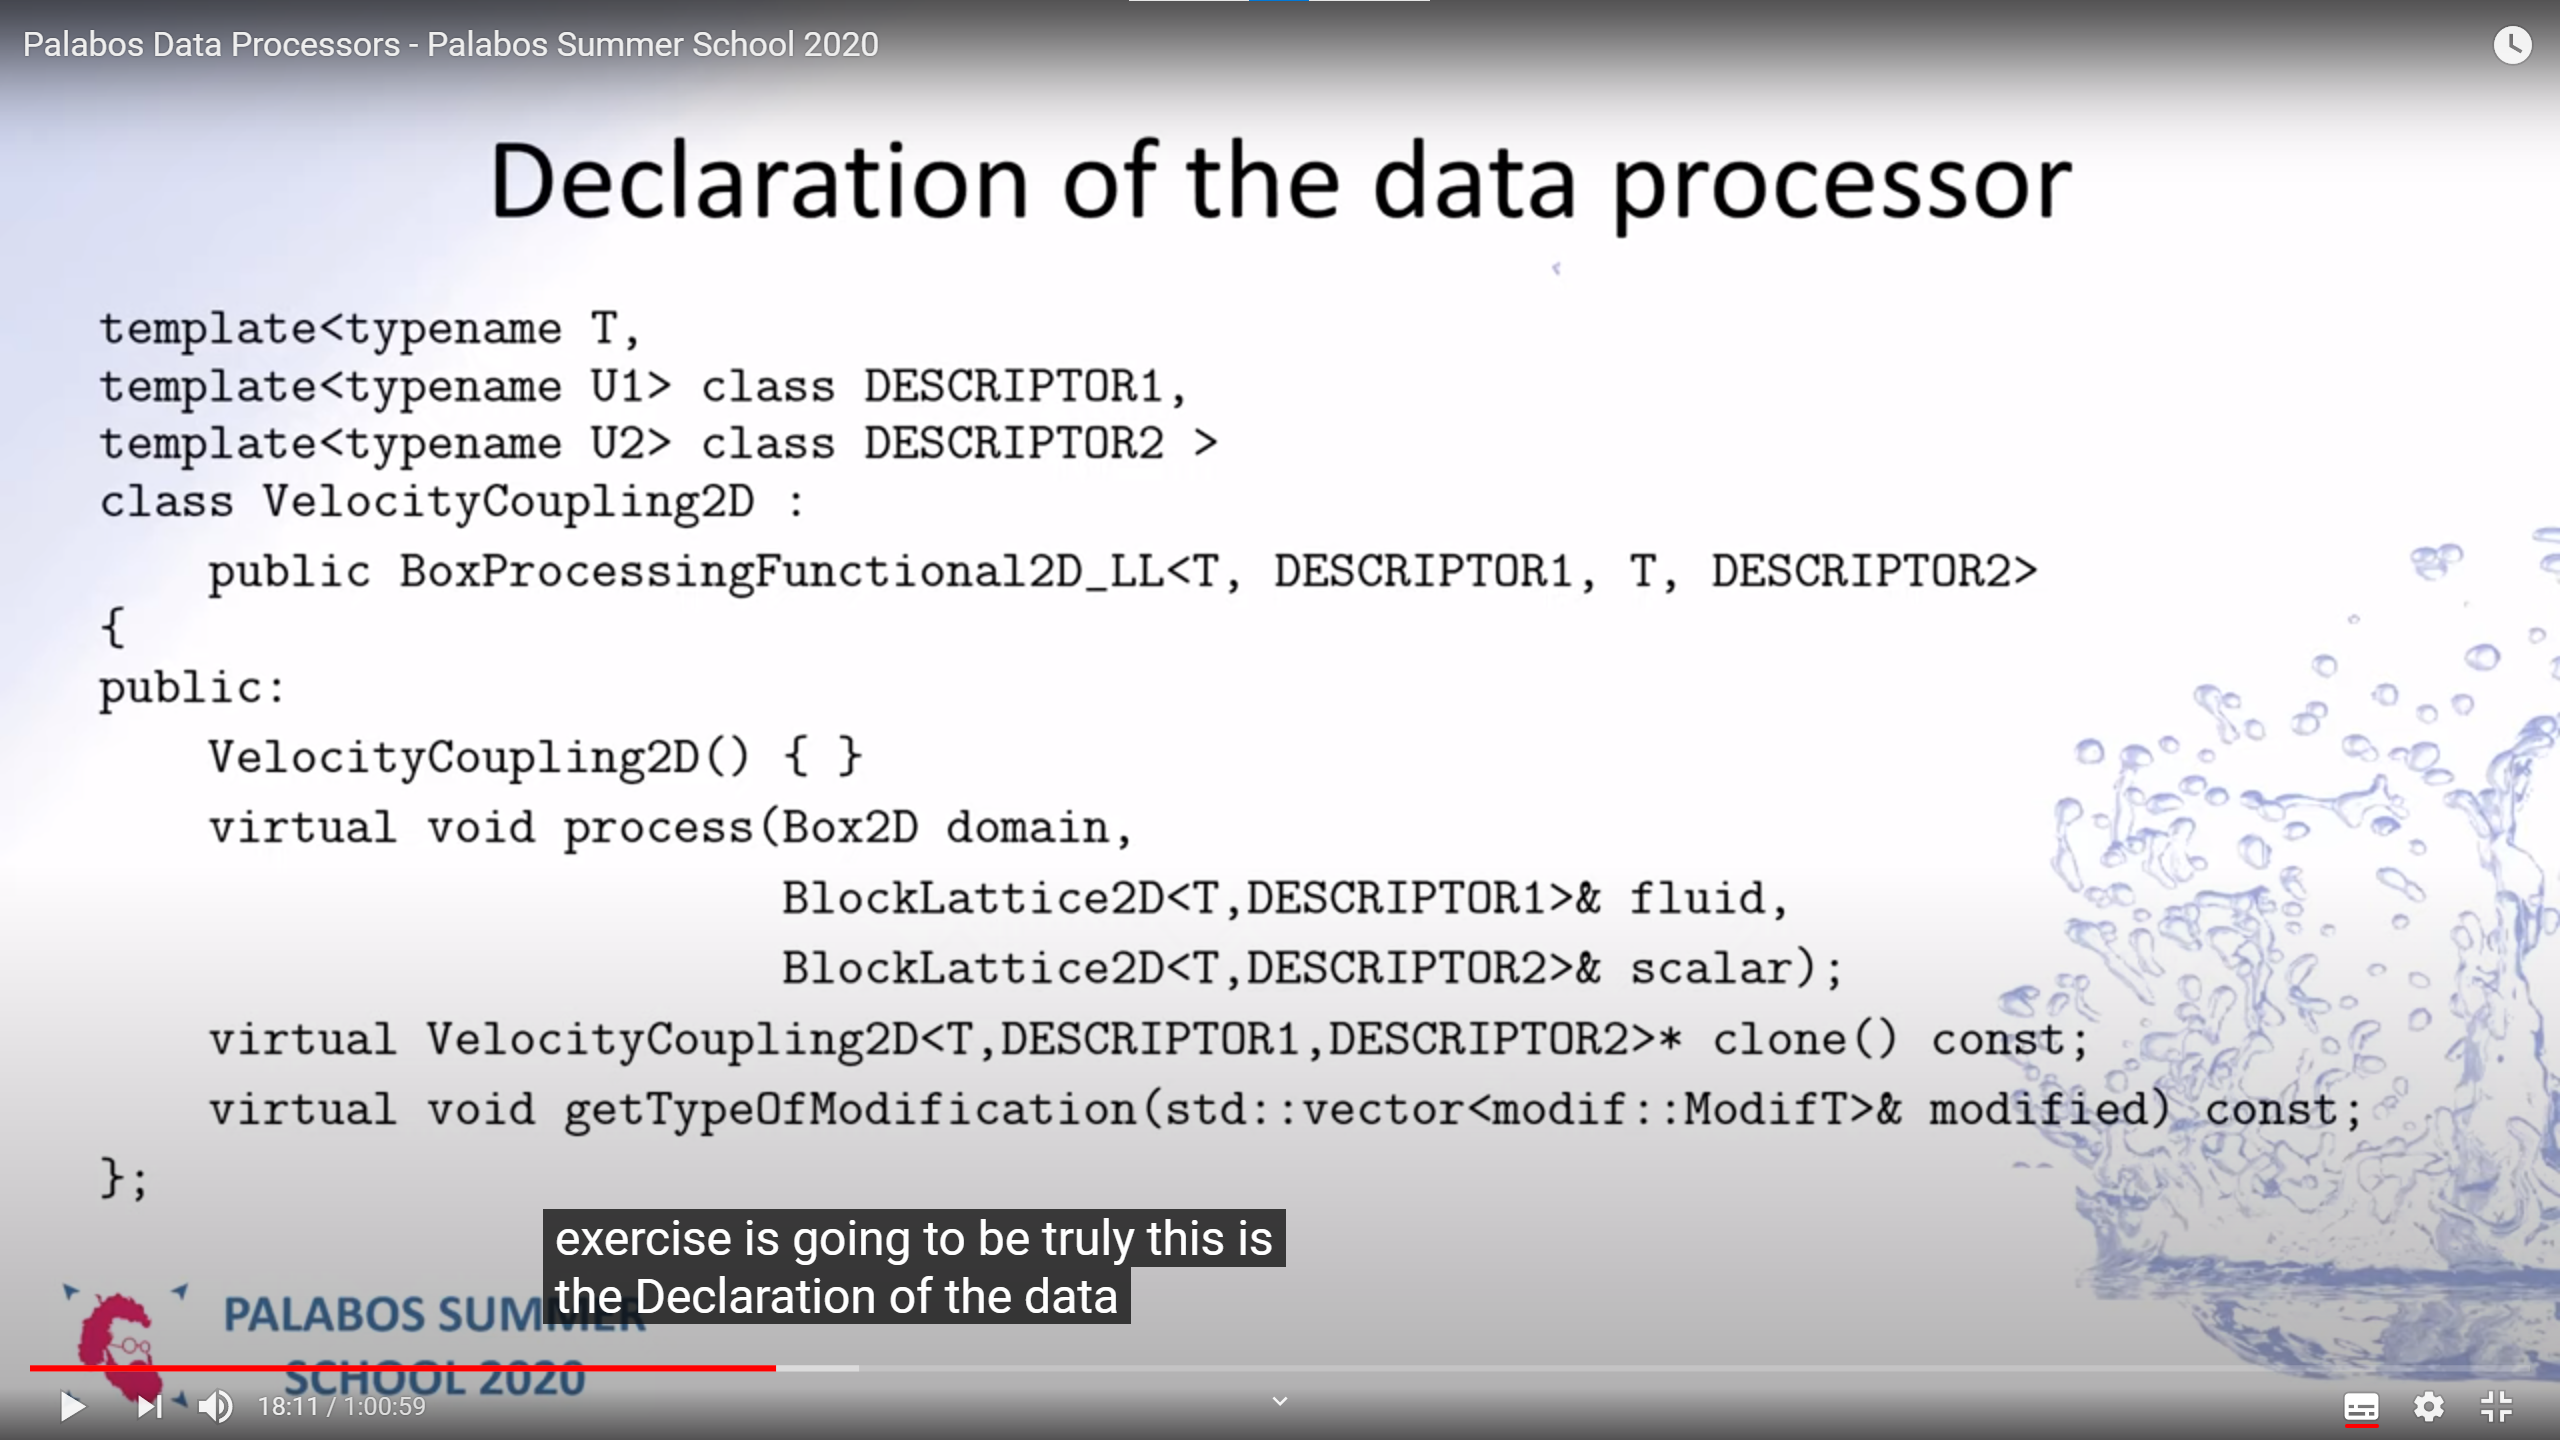 Palabos Data Processors - Palabos Summer School 2020
Declaration of the data processor
template<typename T,
template<typename U1> class DESCRIPTOR1,
template<typename U2> class DESCRIPTOR2 >
class VelocityCoupling2D :
public BoxProcessingFunctional2D_LL<T, DESCRIPTOR1, T, DESCRIPTOR2>
{
public:
VelocityCoupling2D() { }
virtual void process(Box2D domain,
BlockLattice2D<T,DESCRIPTOR1>& fluid,
BlockLattice2D<T,DESCRIPTOR2>& scalar);
virtual VelocityCoupling2D<T,DESCRIPTOR1,DESCRIPTOR2>* clone() const;
virtual void getTypeOfModification(std::vector<modif::ModifT>& modified) const;
};
exercise is going to be truly this is
the Declaration of the data
PALABOS SUMMER
SCHOOL 2020
18:11 / 1:00:59